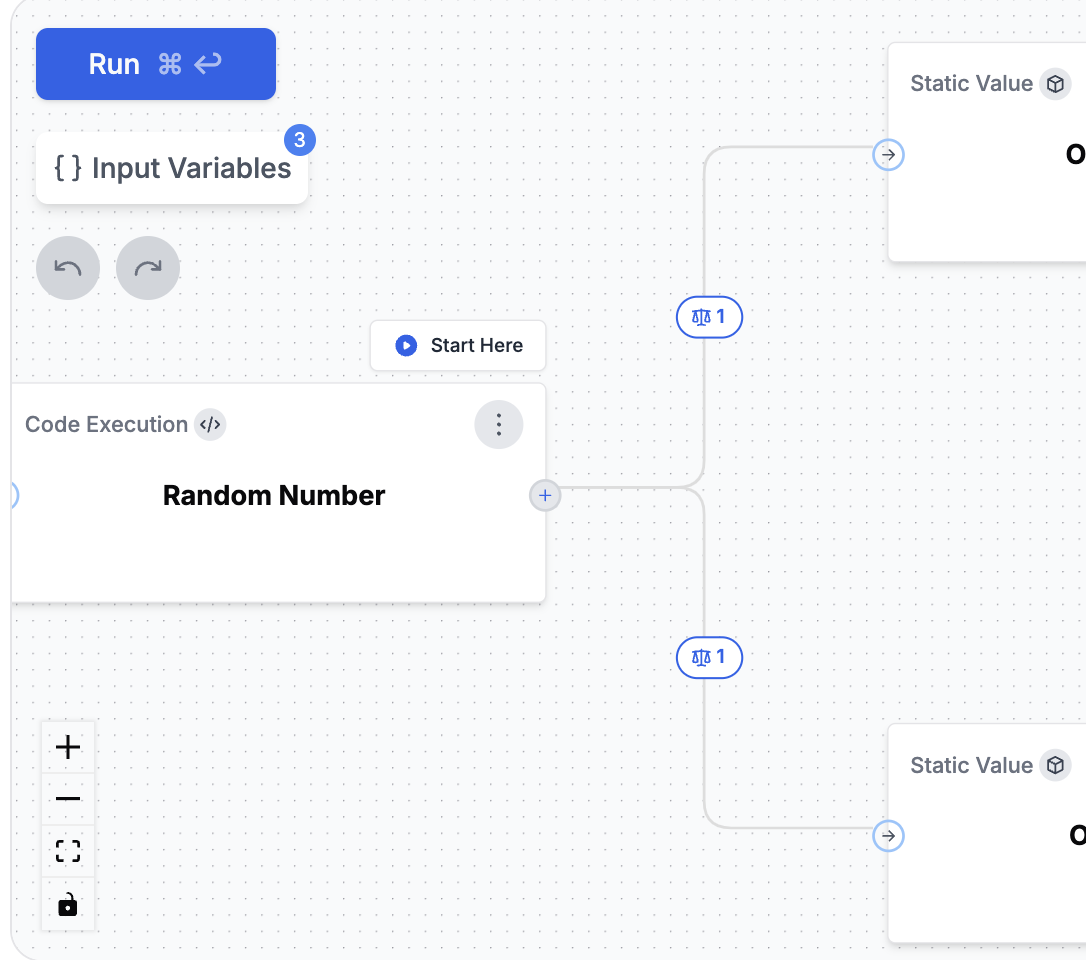 Run ⌘ ↩
3
{ } Input Variables
Start Here
Code Execution </>
Random Number
Static Value
1
1
Static Value